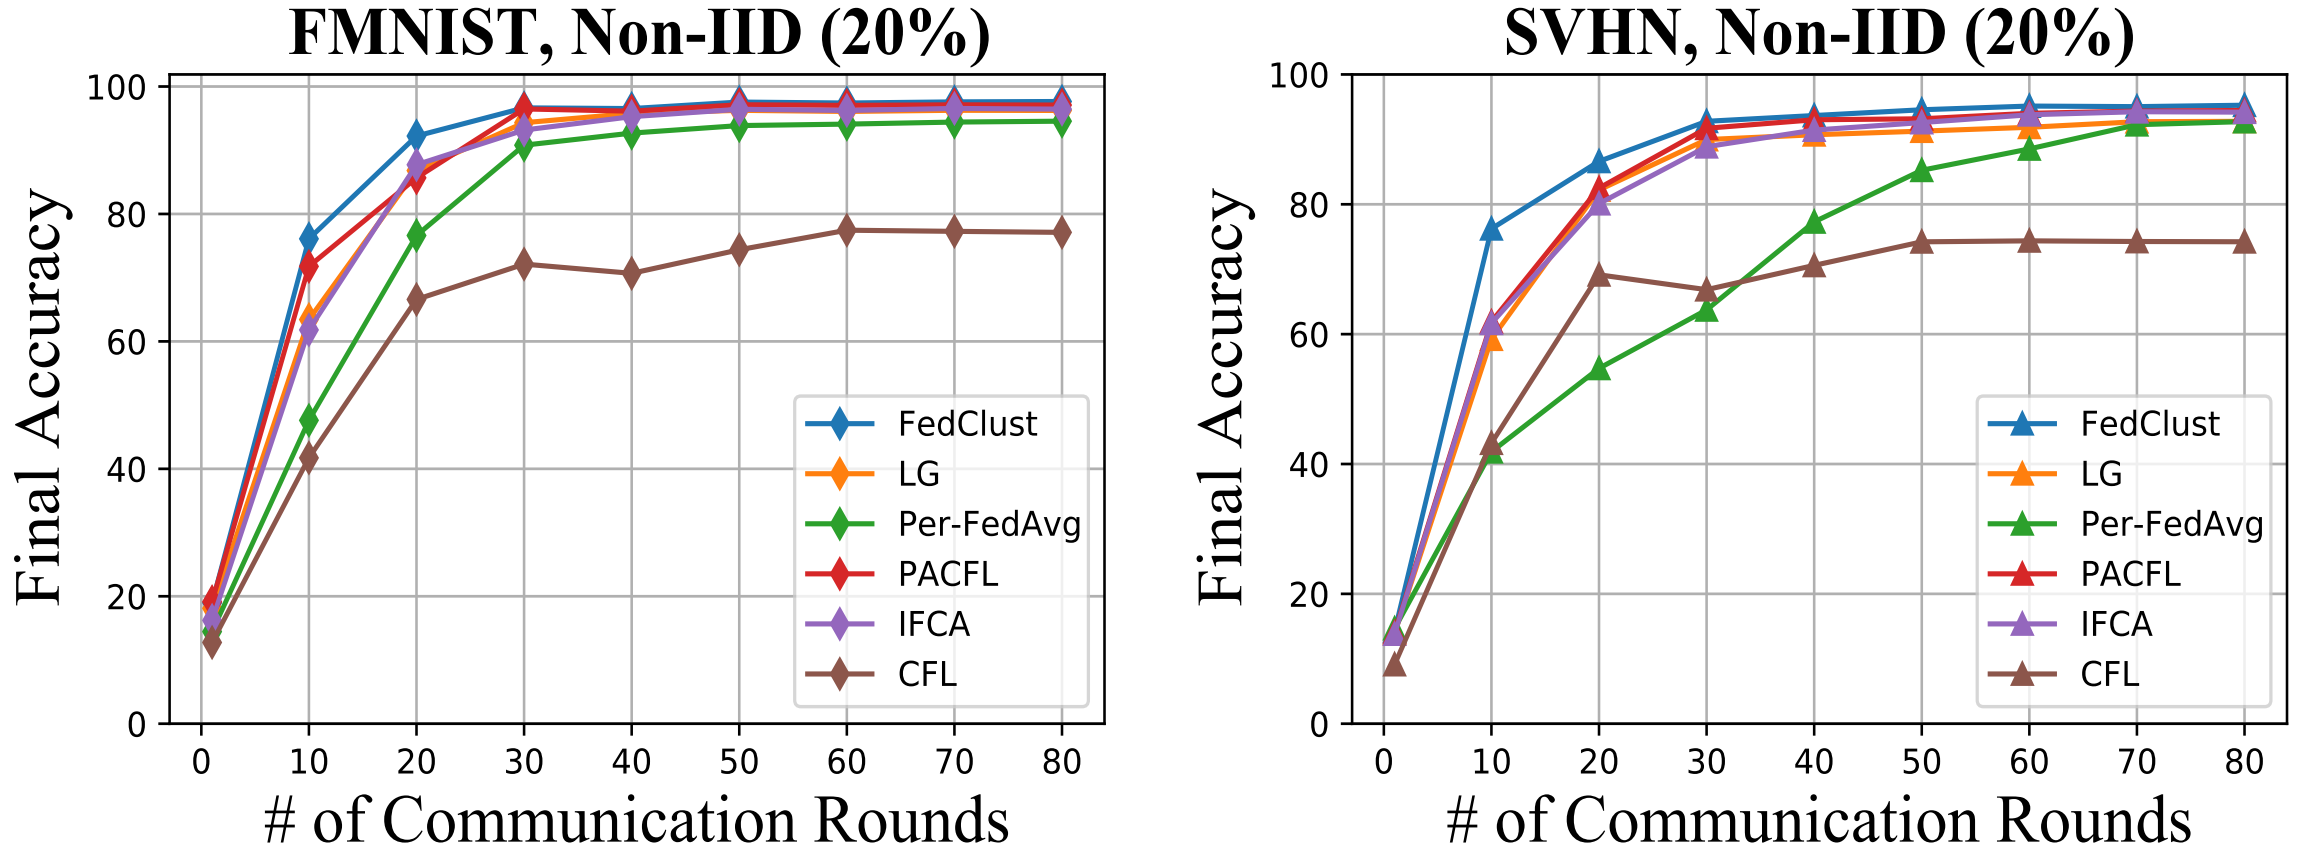 FMNIST, Non-IID (20%)
Final Accuracy
100
80
60
40
20
0
0 10 20 30 40 50 60 70 80
# of Communication Rounds
FedClust
LG
Per-FedAvg
PACFL
IFCA
CFL
SVHN, Non-IID (20%)
Final Accuracy
100
80
60
40
20
0
0 10 20 30 40 50 60 70 80
# of Communication Rounds
FedClust
LG
Per-FedAvg
PACFL
IFCA
CFL